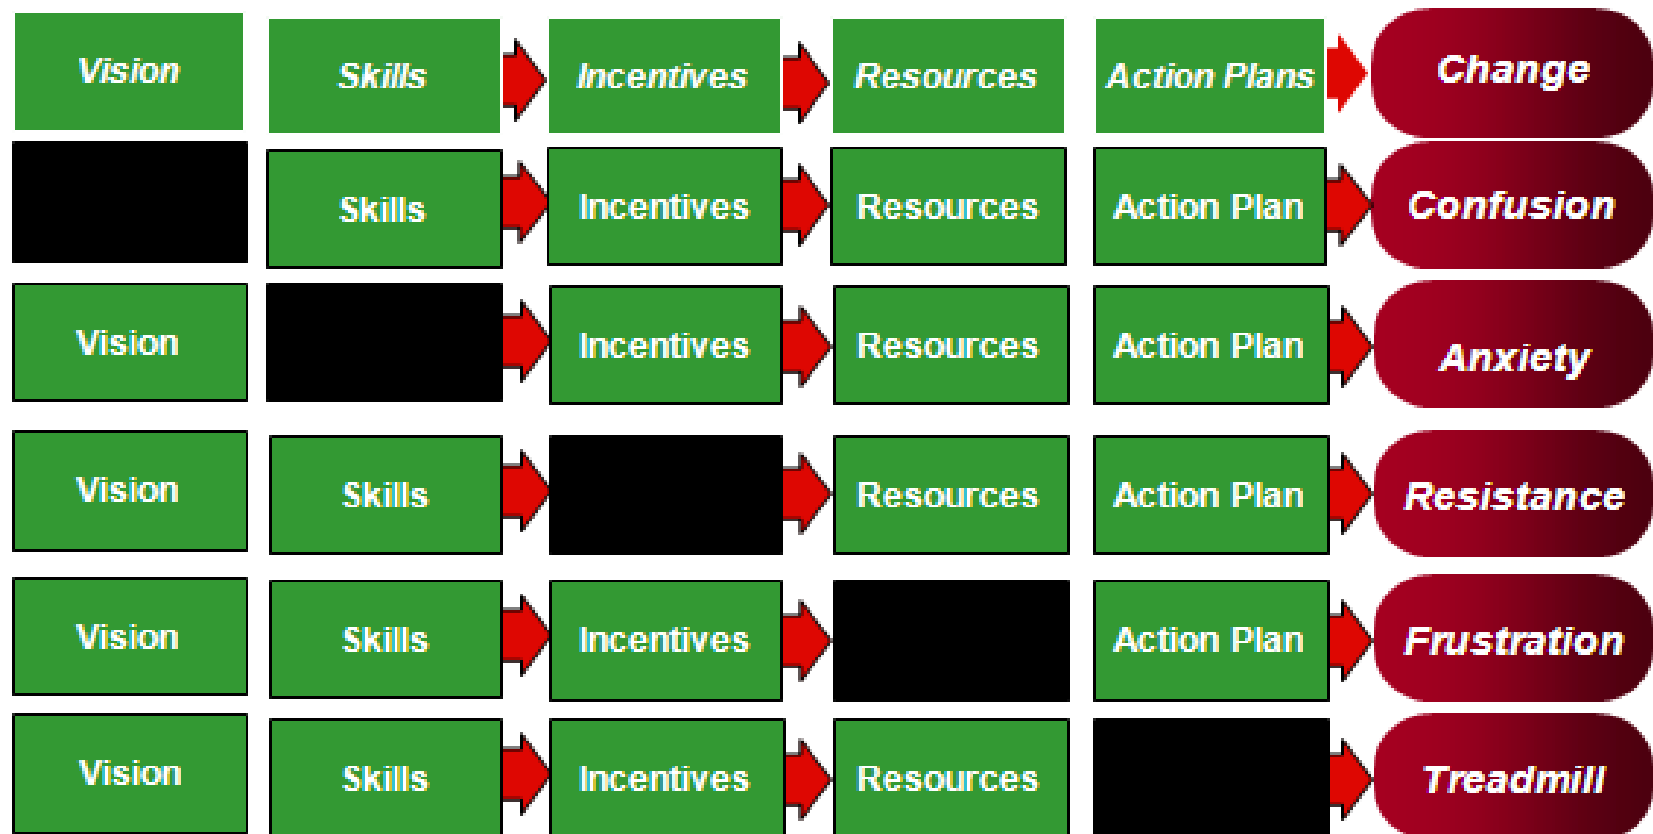 Vision Skills Incentives Resources Action Plans Change
Skills Incentives Resources Action Plan Confusion
Vision Incentives Resources Action Plan Anxiety
Vision Skills Resources Action Plan Resistance
Vision Skills Incentives Action Plan Frustration
Vision Skills Incentives Resources Treadmill